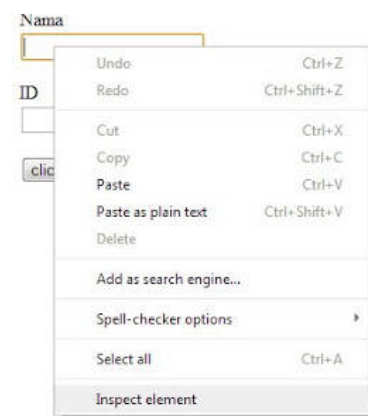 Nama
Undo Ctrl+Z
ID
Redo Ctrl+Shift+Z
Cut Ctrl+X
Copy Ctrl+C
clic
Paste Ctrl+V
Paste as plain text Ctrl+Shift+V
Delete
Add as search engine...
Spell-checker options
Select all Ctrl+A
Inspect element